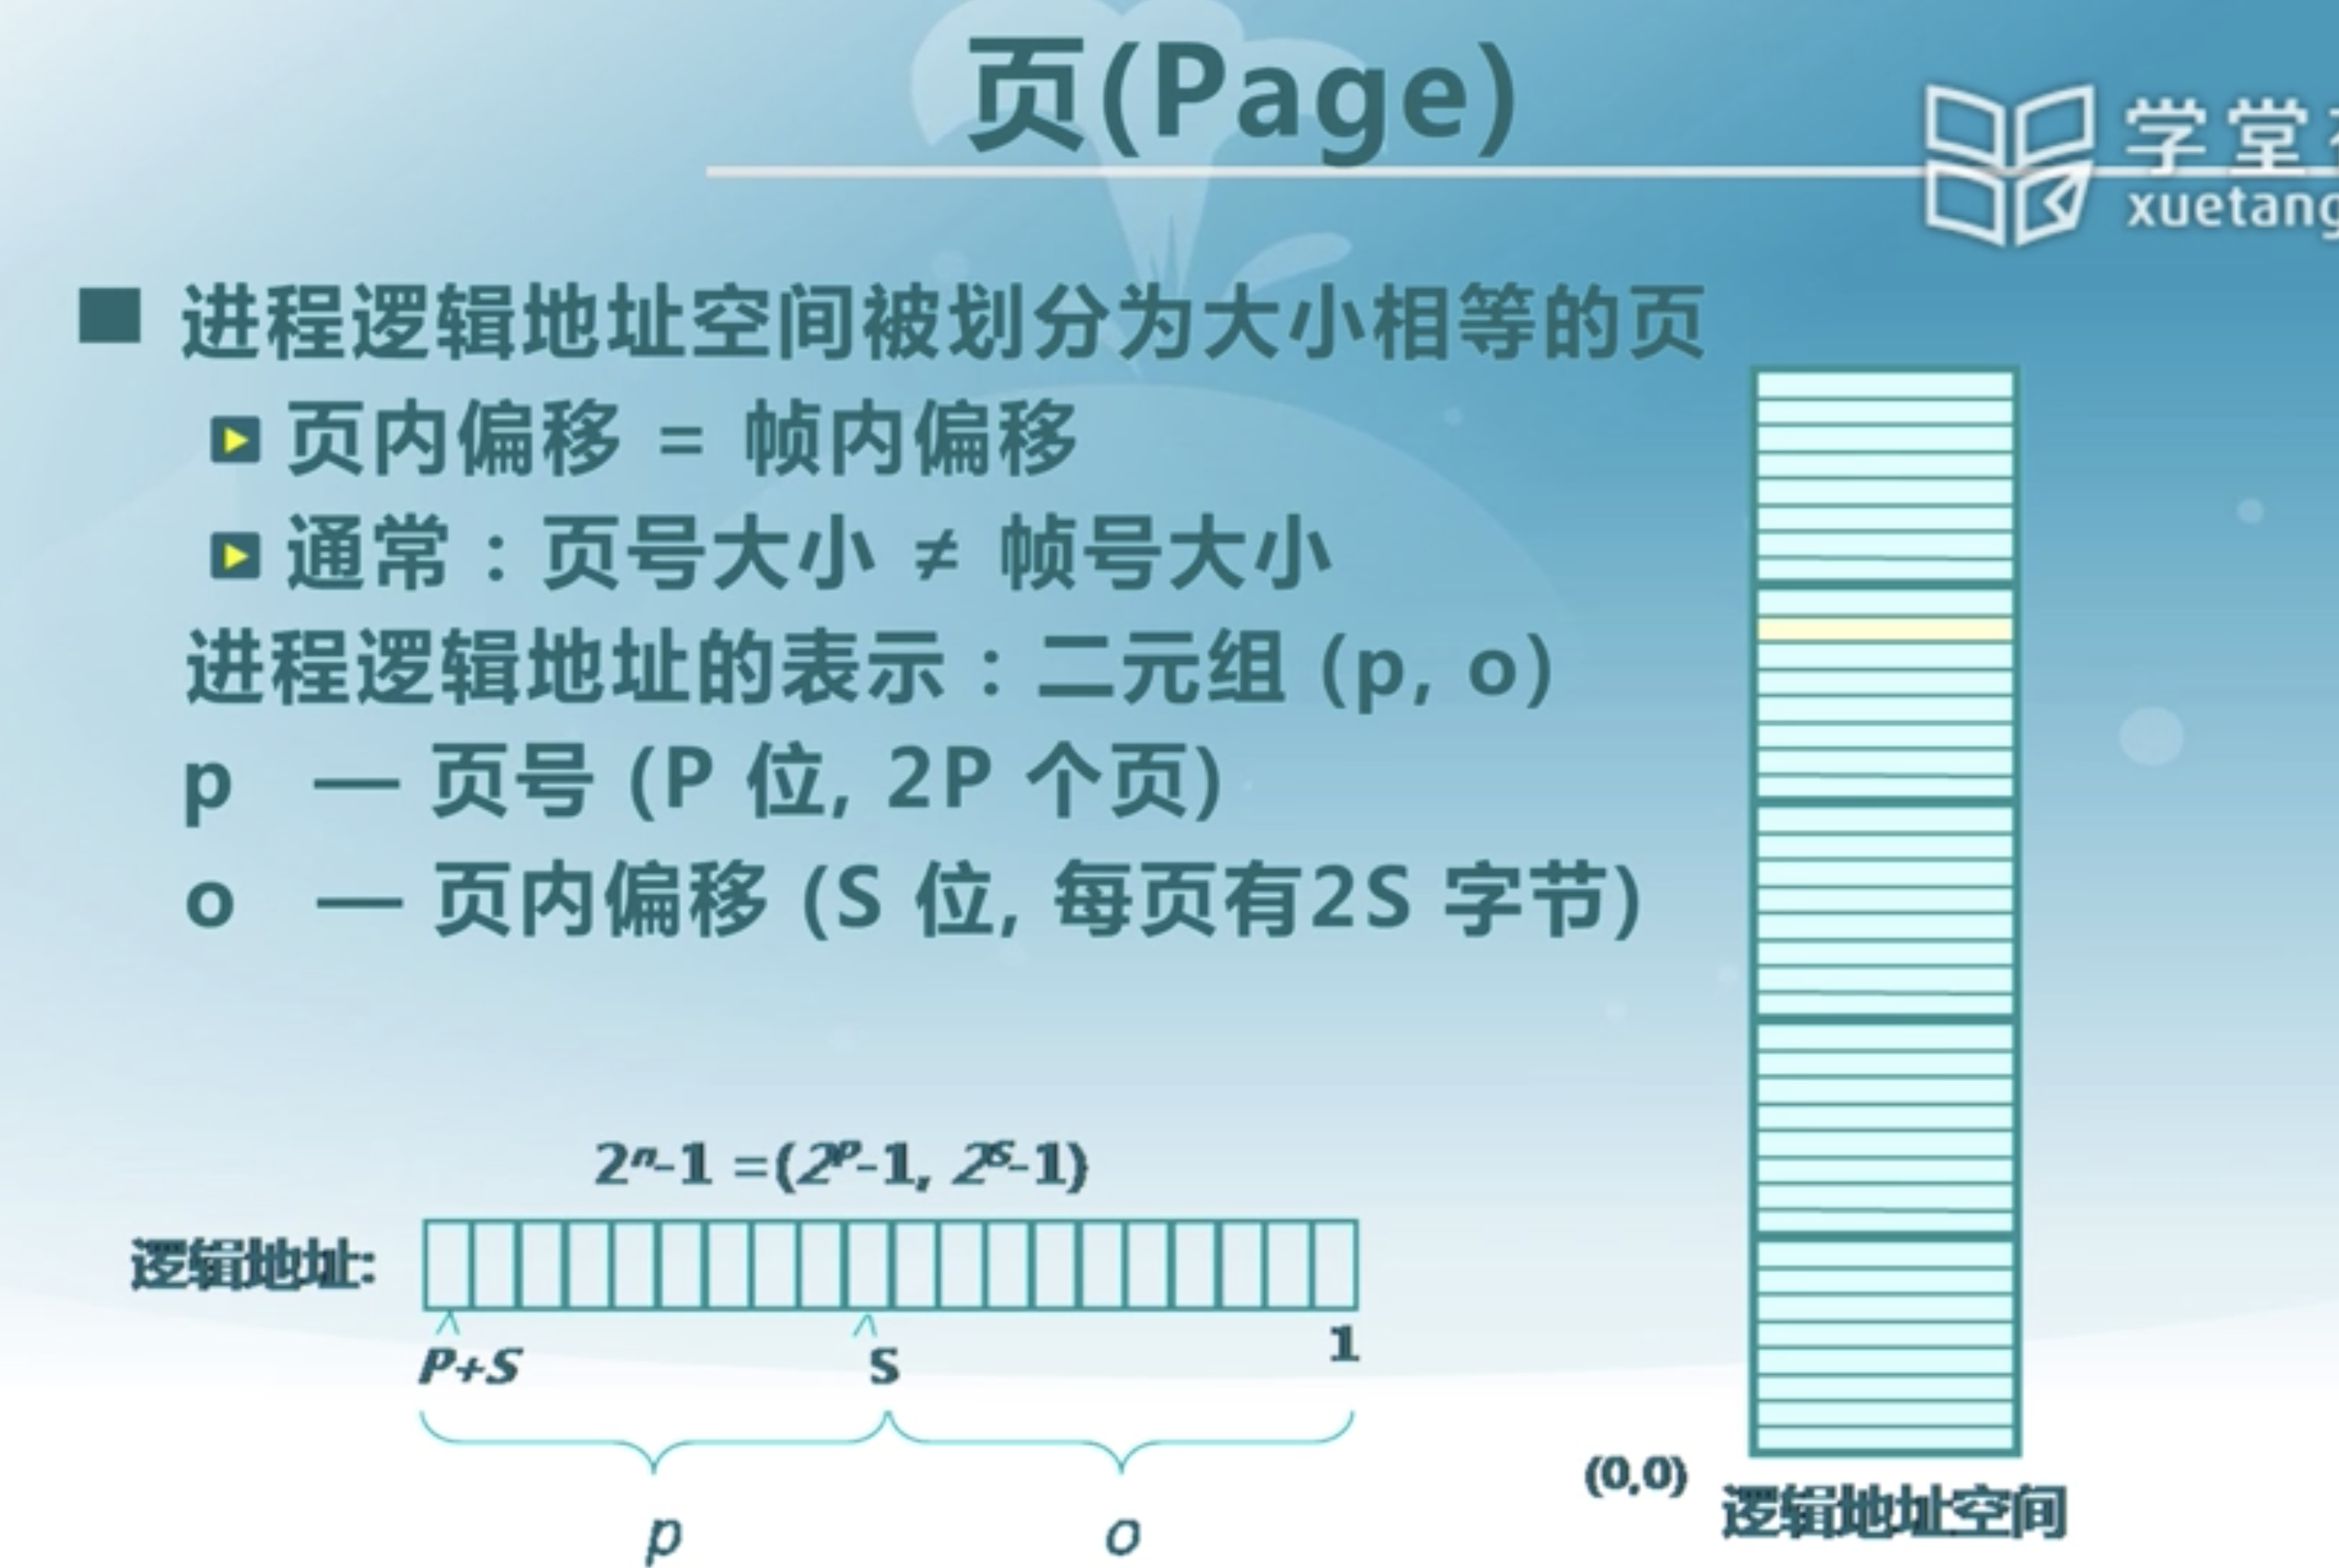 页(Page)
学堂
xuetang
进程逻辑地址空间被划分为大小相等的页
页内偏移 = 帧内偏移
通常：页号大小 ≠ 帧号大小
进程逻辑地址的表示：二元组 (p, o)
p — 页号 (P 位, 2P 个页)
o — 页内偏移 (S 位, 每页有2S 字节)
2ⁿ-1 =(2ᵖ-1, 2ˢ-1)
逻辑地址:
P+S
S
1
p
o
(0,0)
逻辑地址空间